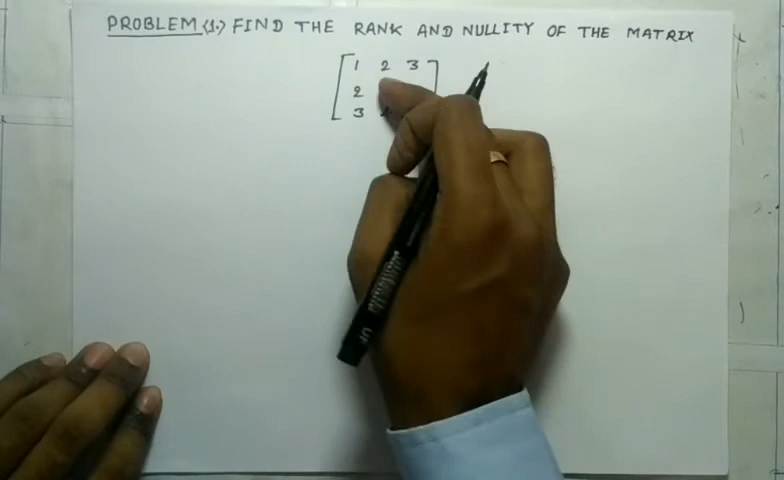 PROBLEM (1.) FIND THE RANK AND NULLITY OF THE MATRIX
1 2 3
2
3